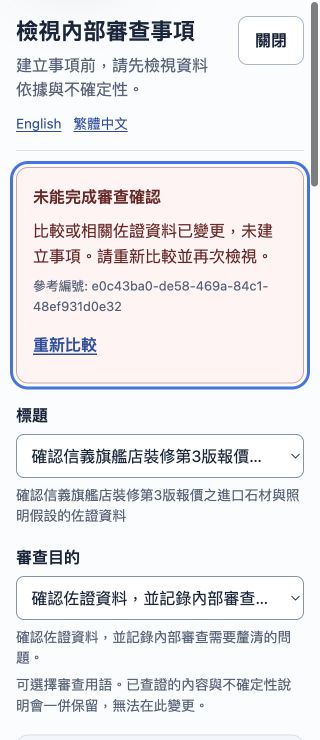 檢視內部審查事項
關閉
建立事項前，請先檢視資料
依據與不確定性。
English 繁體中文
未能完成審查確認
比較或相關佐證資料已變更，未建
立事項。請重新比較並再次檢視。
參考編號: e0c43ba0-de58-469a-84c1-
48ef931d0e32
重新比較
標題
確認信義旗艦店裝修第3版報價...
確認信義旗艦店裝修第3版報價之進口石材與照
明假設的佐證資料
審查目的
確認佐證資料，並記錄內部審查...
確認佐證資料，並記錄內部審查需要釐清的問
題。
可選擇審查用語。已查證的內容與不確定性說
明會一併保留，無法在此變更。